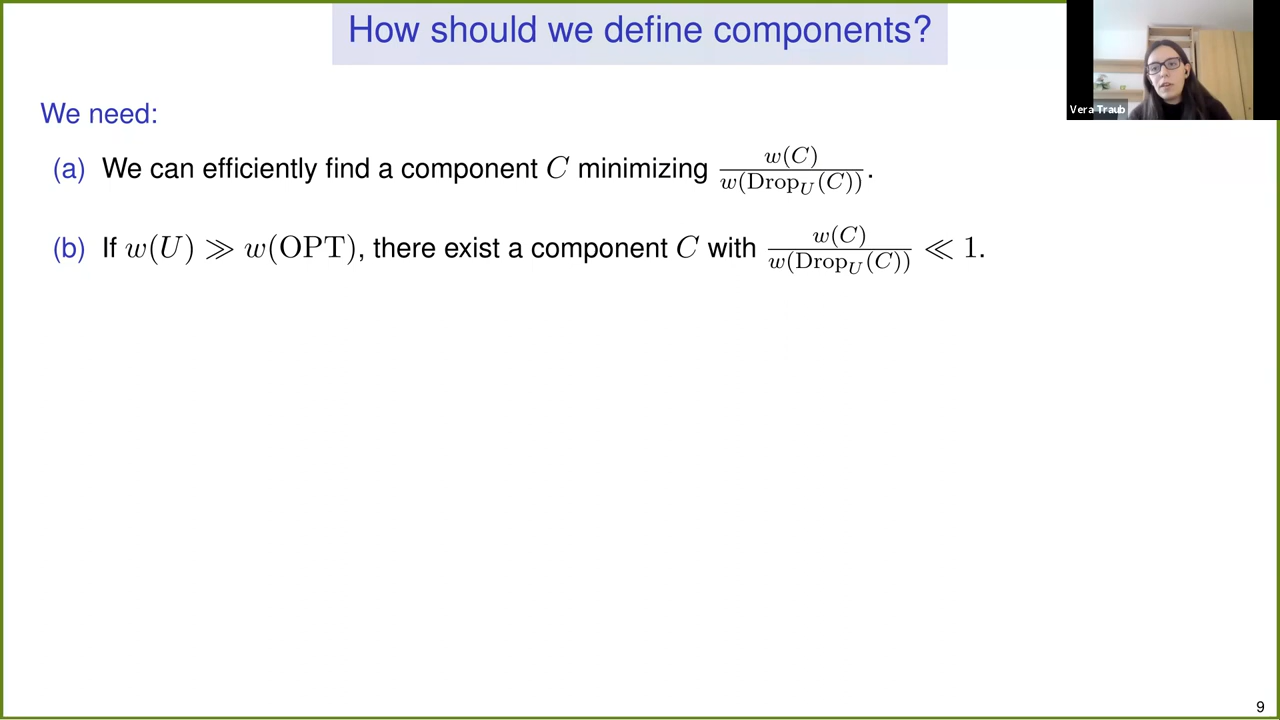 How should we define components?
Vera Traub
We need:
(a) We can efficiently find a component C minimizing w(C)/w(Drop_U(C)).
(b) If w(U) ≫ w(OPT), there exist a component C with w(C)/w(Drop_U(C)) ≪ 1.
9